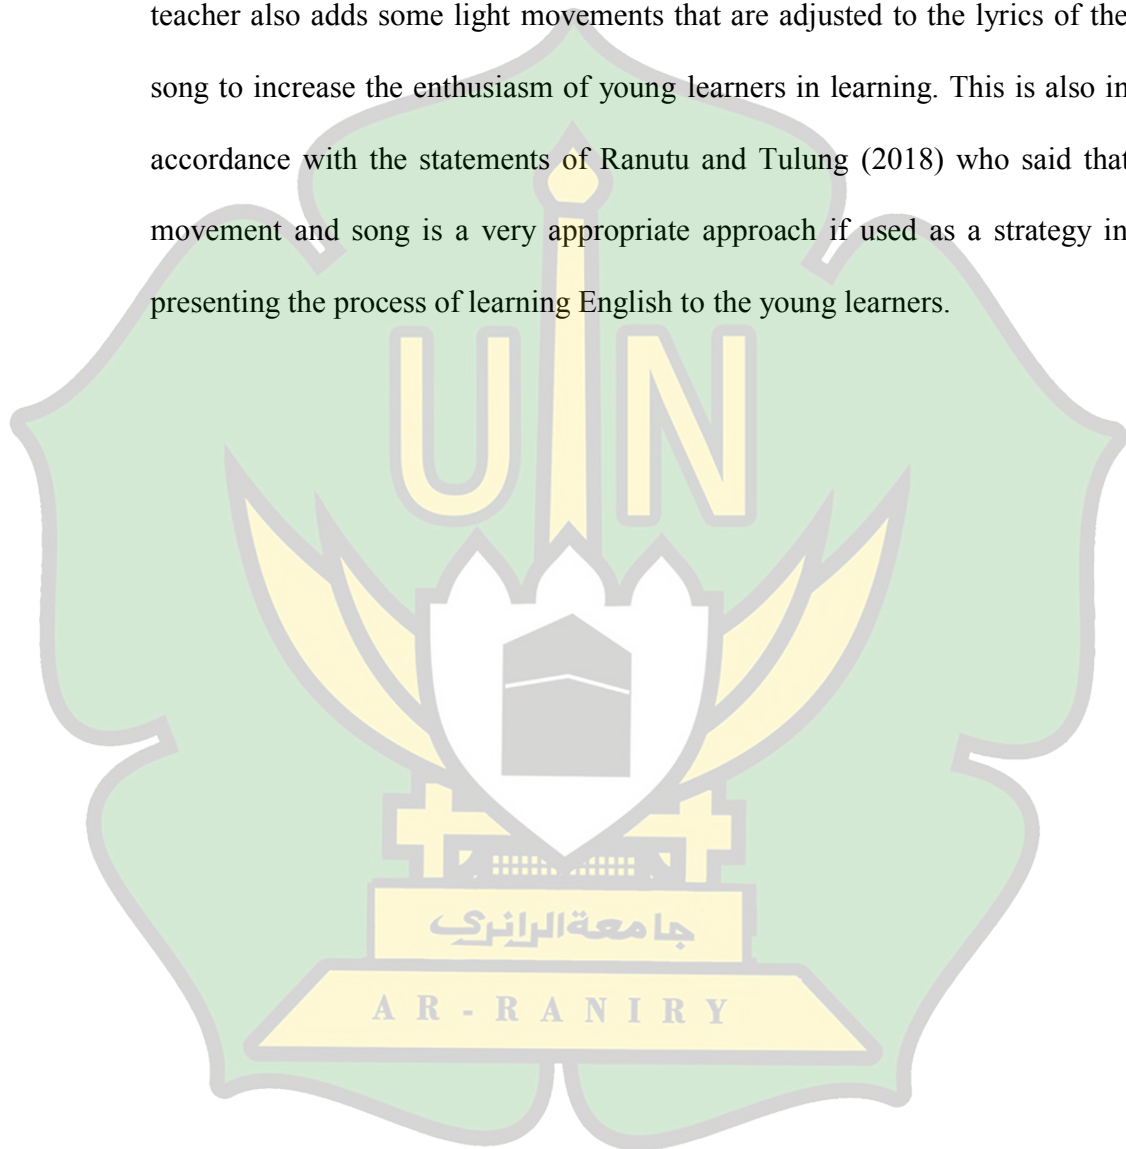 teacher also adds some light movements that are adjusted to the lyrics of the
song to increase the enthusiasm of young learners in learning. This is also in
accordance with the statements of Ranutu and Tulung (2018) who said that
movement and song is a very appropriate approach if used as a strategy in
presenting the process of learning English to the young learners.
UIN
جامعة الرانري
AR-RANIRY